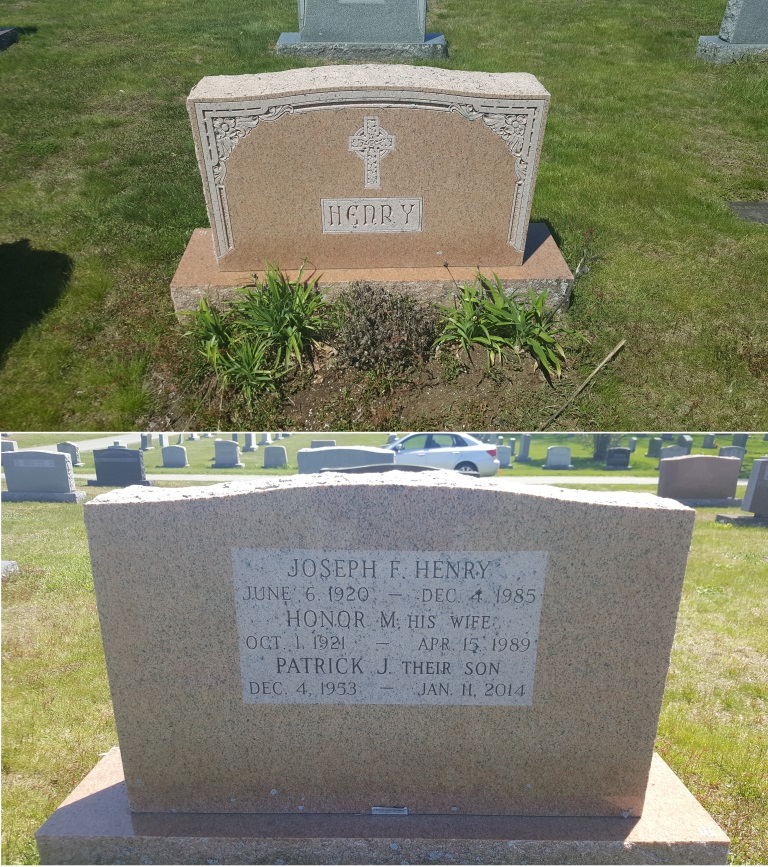 HENRY
JOSEPH F. HENRY
JUNE 6, 1920 — DEC. 4, 1985
HONOR M. HIS WIFE
OCT. 1, 1921 — APR. 15, 1989
PATRICK J. THEIR SON
DEC. 4, 1953 — JAN. 11, 2014